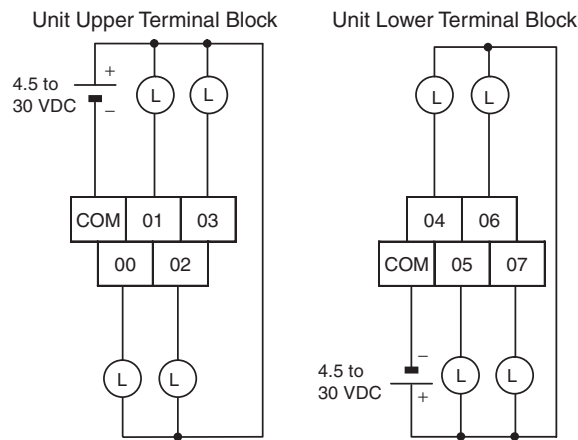 Unit Upper Terminal Block
Unit Lower Terminal Block
4.5 to
30 VDC
+
−
L
L
COM
01
03
00
02
L
L
L
L
04
06
COM
05
07
4.5 to
30 VDC
−
+
L
L